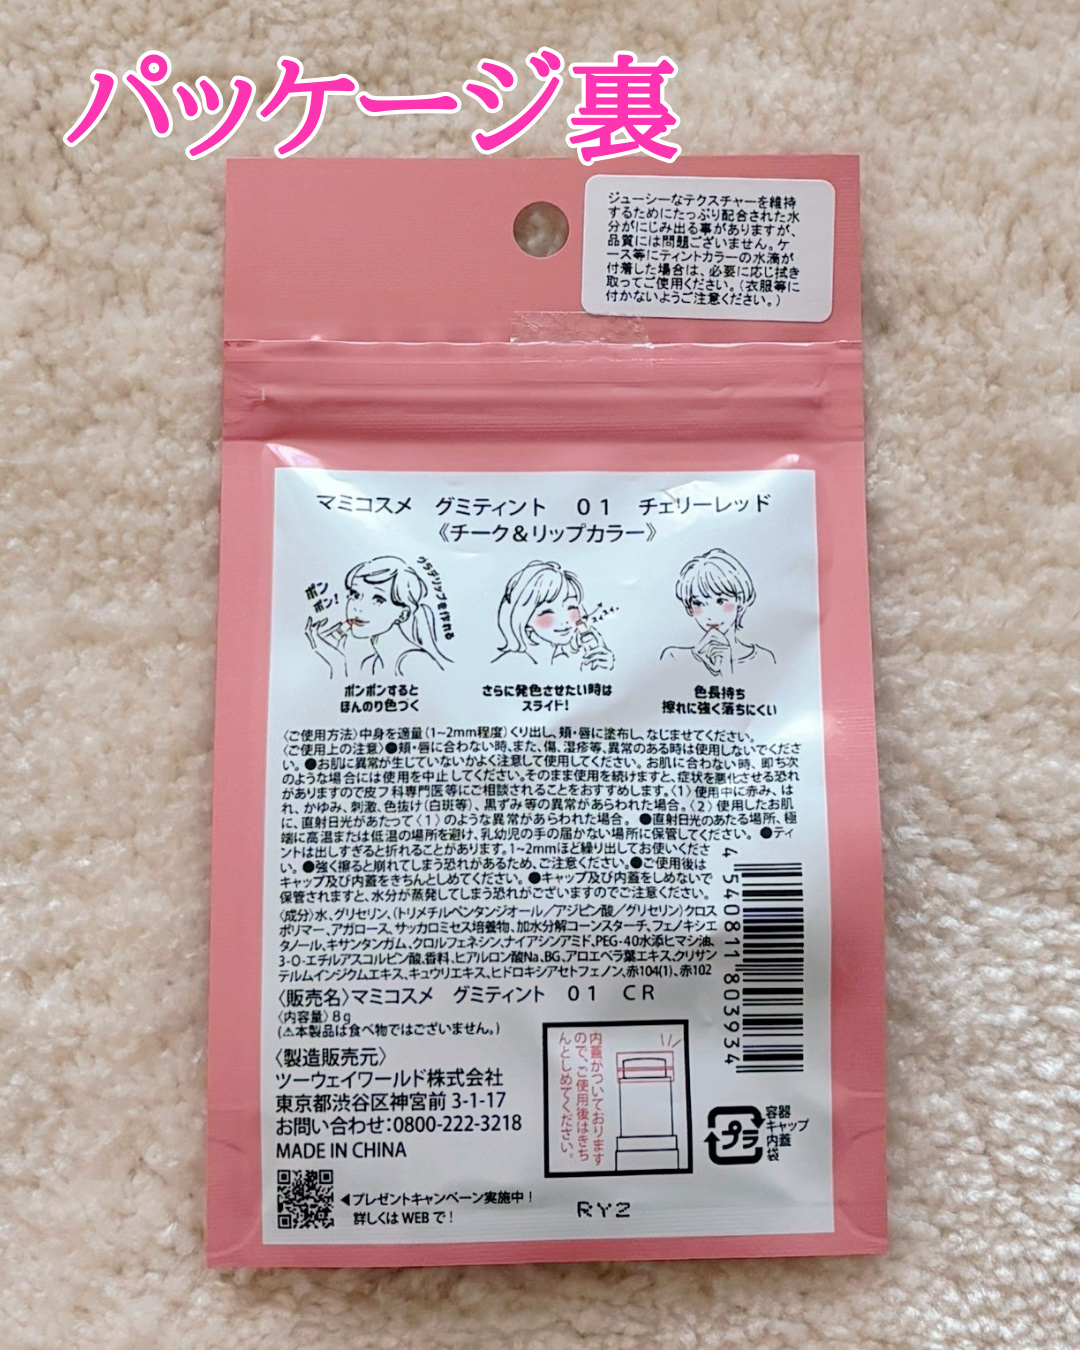 パッケージ裏
ジューシーなテクスチャーを維持
するためにたっぷり配合された水
分がにじみ出る事がありますが、
品質には問題ございません。ケ
ース等にティントカラーの水滴が
付着した場合は、必要に応じ拭き
取ってご使用ください。(衣服等に
付かないようご注意ください。)
マミコスメ グミティント 01 チェリーレッド
《チーク&リップカラー》
ポン
ポン!
グラデリップを作れる
スイスイ
ポンポンすると
ほんのり色づく
さらに発色させたい時は
スライド!
色長持ち
擦れに強く落ちにくい
〈ご使用方法〉中身を適量(1~2mm程度)くり出し、頬・唇に塗布し、なじませてください。
〈ご使用上の注意〉●頬・唇に合わない時、また、傷、湿疹等、異常のある時は使用しないでくださ
い。●お肌に異常が生じていないかよく注意して使用してください。お肌に合わない時、即ち次
のような場合には使用を中止してください。そのまま使用を続けますと、症状を悪化させる恐れ
がありますので皮フ科専門医等にご相談されることをおすすめします。〈1〉使用中に赤み、は
れ、かゆみ、刺激、色抜け(白斑等)、黒ずみ等の異常があらわれた場合。〈2〉使用したお肌
に、直射日光があたって〈1〉のような異常があらわれた場合。●直射日光のあたる場所、極
端に高温または低温の場所を避け、乳幼児の手の届かない場所に保管してください。●ティ
ントは出しすぎると折れることがあります。1~2mmほど繰り出してお使いくださ
い。●強く擦ると崩れてしまう恐れがあるため、ご注意ください。●ご使用後は
キャップ及び内蓋をきちんとしめてください。●キャップ及び内蓋をしめないで
保管されますと、水分が蒸発してしまう恐れがございますのでご注意ください。
〈成分〉水、グリセリン、(トリメチルペンタンジオール/アジピン酸/グリセリン)クロス
ポリマー、アガロース、サッカロミセス培養物、加水分解コーンスターチ、フェノキシエ
タノール、キサンタンガム、クロルフェネシン、ナイアシンアミド、PEG-40水添ヒマシ油、
3-O-エチルアスコルビン酸、香料、ヒアルロン酸Na、BG、アロエベラ葉エキス、クリサン
テルムインジクムエキス、キュウリエキス、ヒドロキシアセトフェノン、赤104(1)、赤102
〈販売名〉マミコスメ グミティント 01 CR
〈内容量〉8g
(⚠本製品は食べ物ではございません。)
〈製造販売元〉
ツーウェイワールド株式会社
東京都渋谷区神宮前 3-1-17
お問い合わせ:0800-222-3218
MADE IN CHINA
◀プレゼントキャンペーン実施中!
詳しくは WEB で!
4 540811 803934
内蓋がついております
ので、ご使用後はきち
んとしめてください。
プラ
容器
キャップ
内蓋
袋
RY2